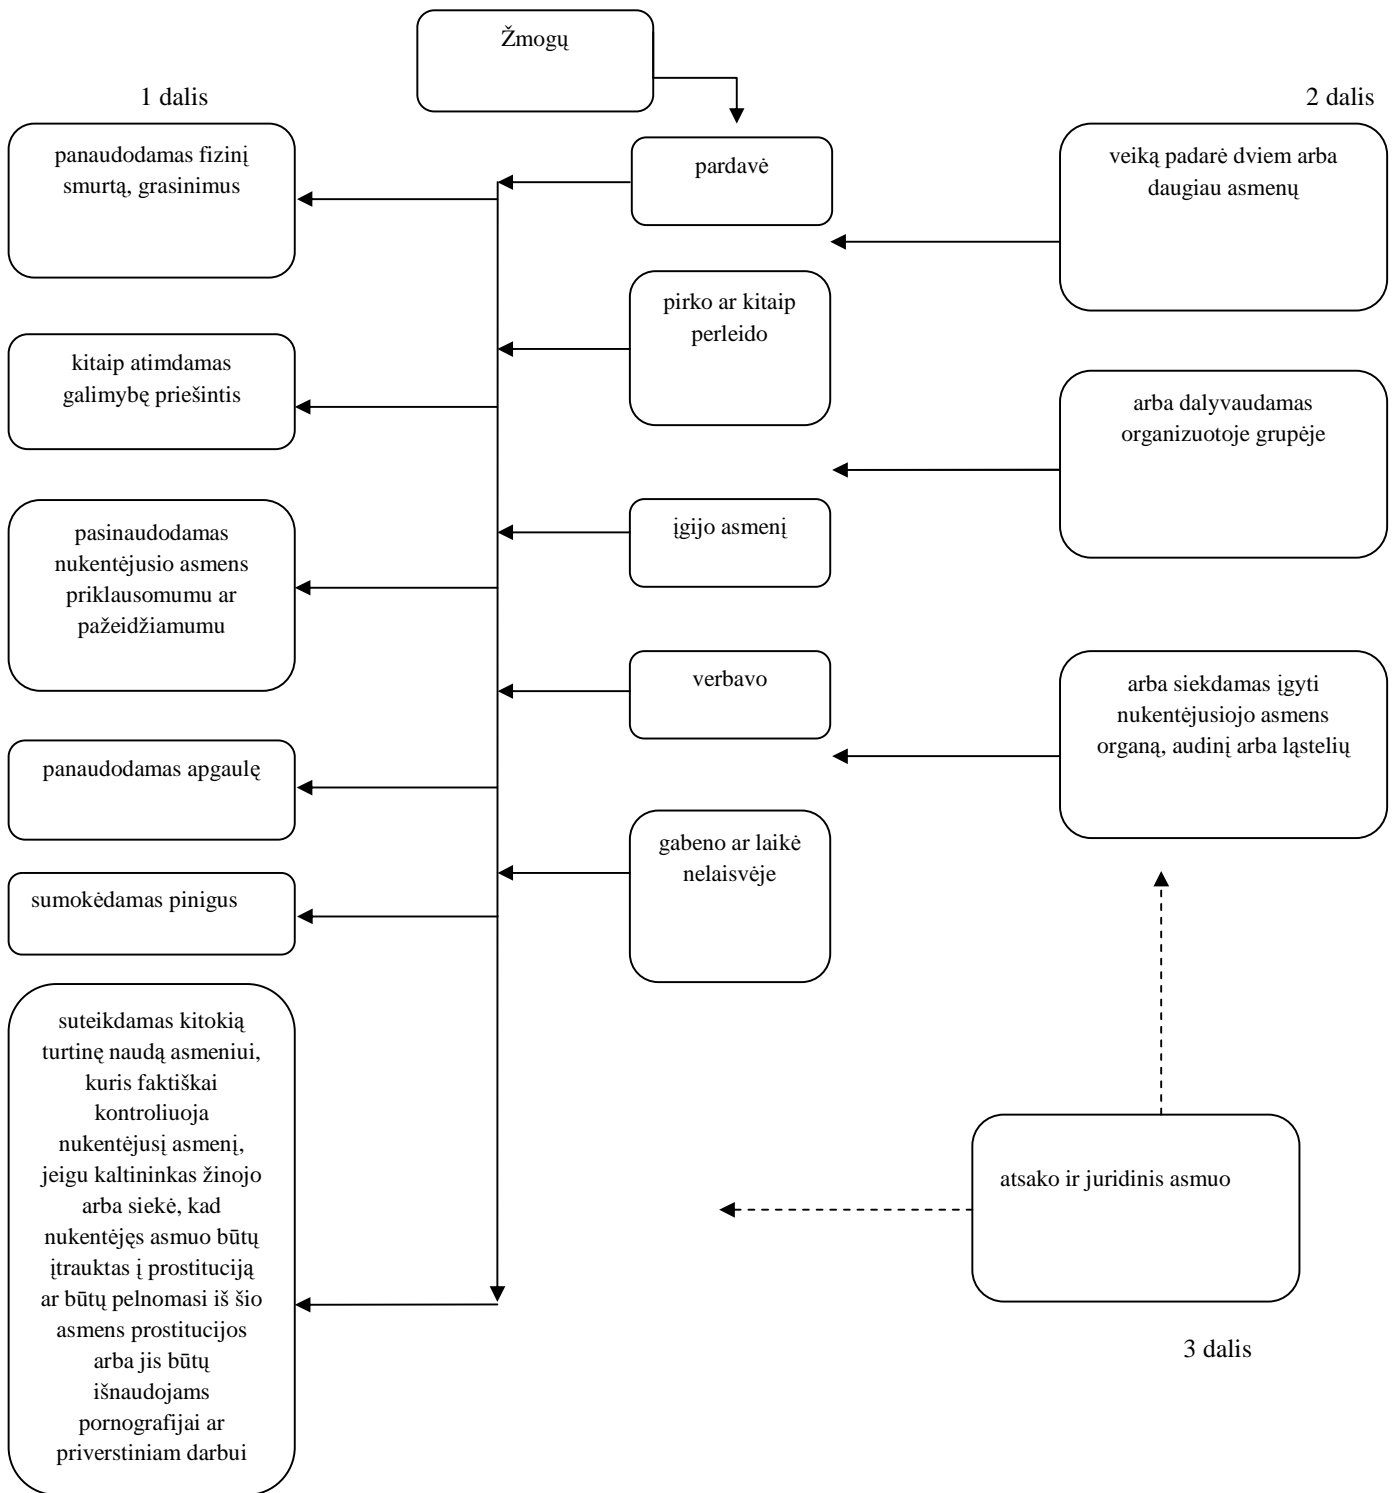 Žmogų
1 dalis
panaudodamas fizinį
smurtą, grasinimus
kitaip atimdamas
galimybę priešintis
pasinaudodamas
nukentėjusio asmens
priklausomumu ar
pažeidžiamumu
panaudodamas apgaulę
sumokėdamas pinigus
suteikdamas kitokią
turtinę naudą asmeniui,
kuris faktiškai
kontroliuoja
nukentėjusį asmenį,
jeigu kaltininkas žinojo
arba siekė, kad
nukentėjęs asmuo būtų
įtrauktas į prostituciją
ar būtų pelnomasi iš šio
asmens prostitucijos
arba jis būtų
išnaudojams
pornografijai ar
priverstiniam darbui
pardavė
pirko ar kitaip
perleido
įgijo asmenį
verbavo
gabeno ar laikė
nelaisvėje
2 dalis
veiką padarė dviem arba
daugiau asmenų
arba dalyvaudamas
organizuotoje grupėje
arba siekdamas įgyti
nukentėjusiojo asmens
organą, audinį arba ląstelių
atsako ir juridinis asmuo
3 dalis